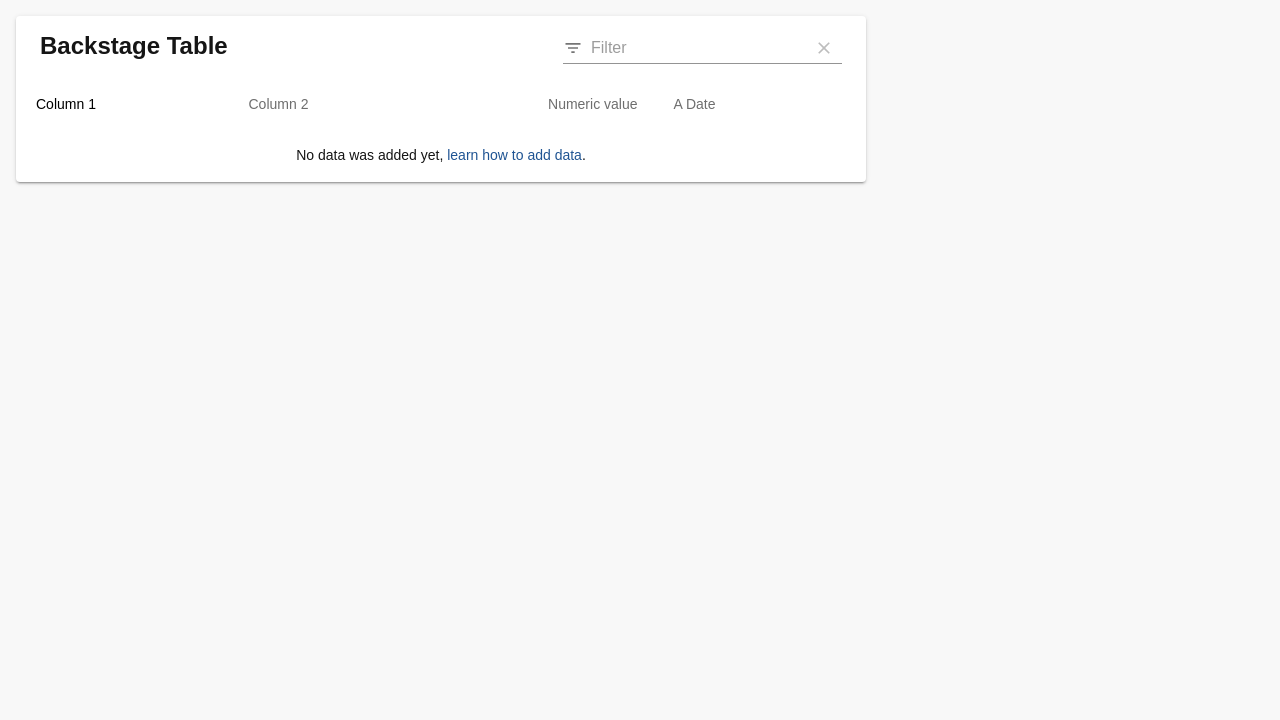 Backstage Table
Filter
Column 1 Column 2 Numeric value A Date
No data was added yet, learn how to add data.